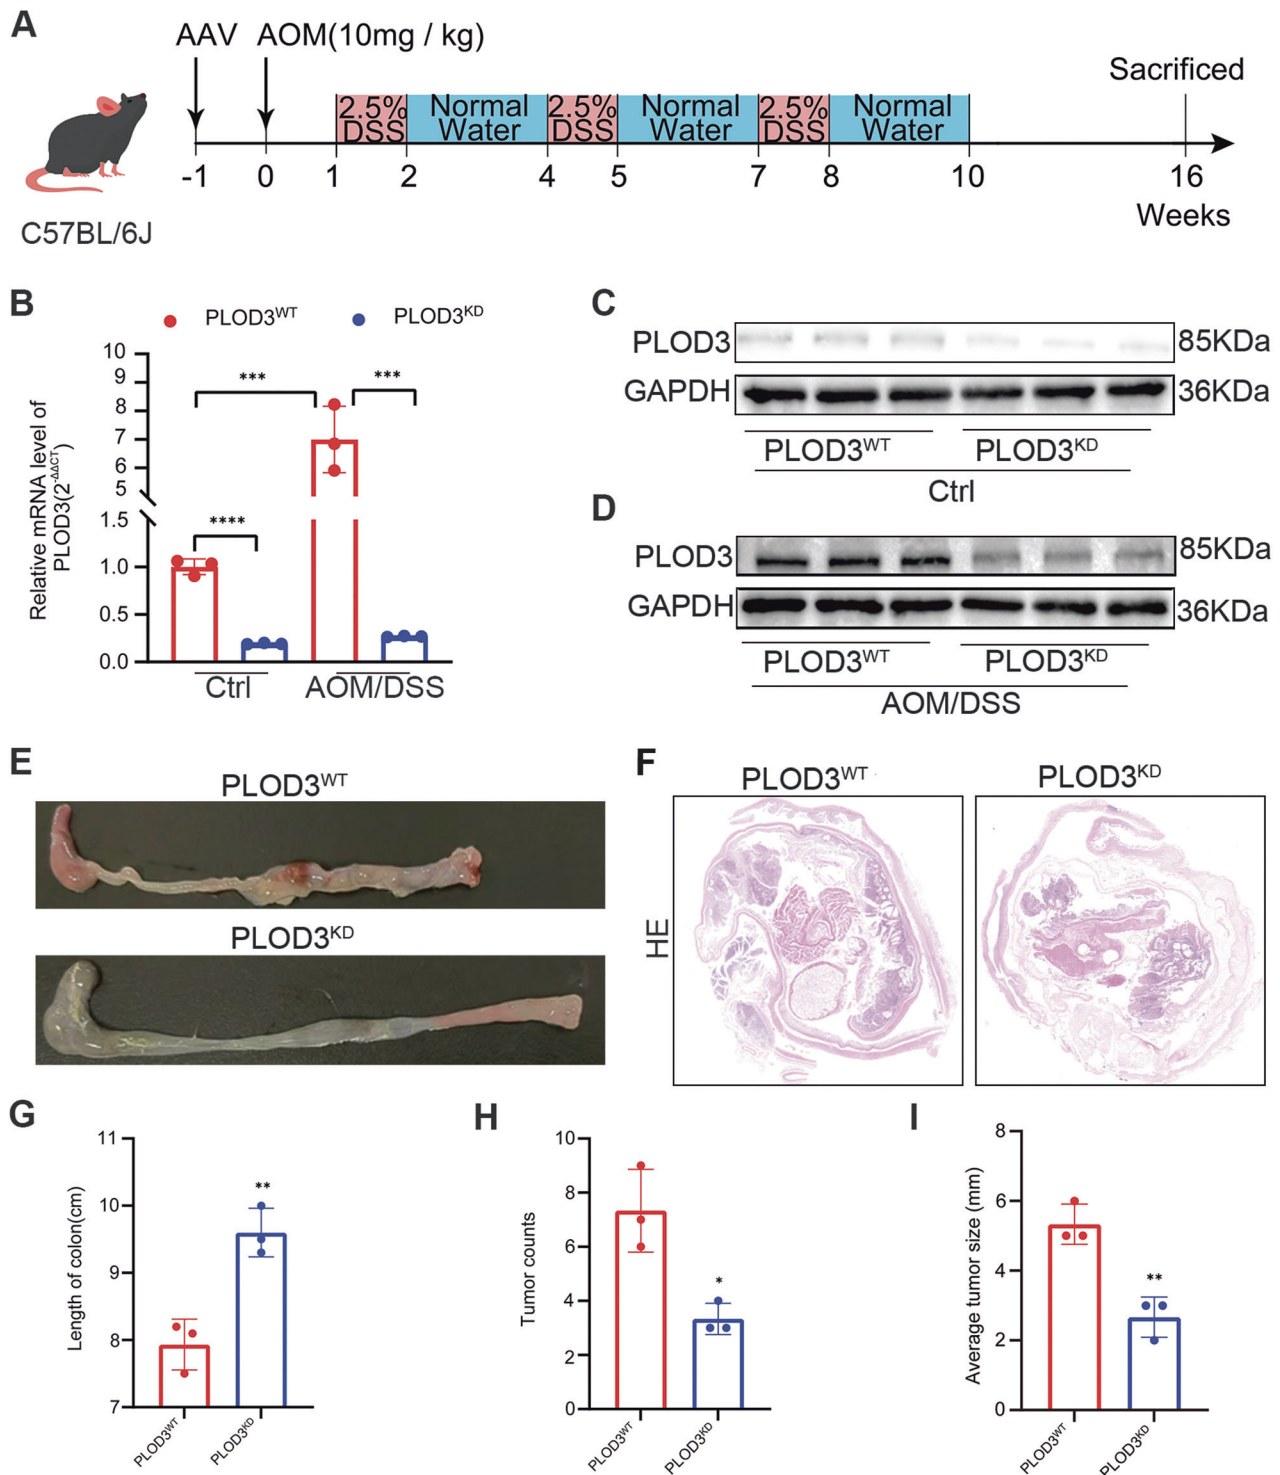 A
AAV AOM(10mg / kg)
Sacrificed
2.5% Normal 2.5% Normal 2.5% Normal
DSS Water DSS Water DSS Water
-1 0 1 2 4 5 7 8 10 16
Weeks
C57BL/6J
B
PLOD3WT PLOD3KD
Relative mRNA level of
PLOD3(2-ΔΔCT)
10
9
8
7
6
5
1.5
1.0
0.5
0.0
*** ***
****
Ctrl AOM/DSS
C
PLOD3 85KDa
GAPDH 36KDa
PLOD3WT PLOD3KD
Ctrl
D
PLOD3 85KDa
GAPDH 36KDa
PLOD3WT PLOD3KD
AOM/DSS
E
PLOD3WT
PLOD3KD
F
PLOD3WT PLOD3KD
HE
G
Length of colon(cm)
11
10
9
8
7
**
PLOD3WT PLOD3KD
H
Tumor counts
10
8
6
4
2
0
*
PLOD3WT PLOD3KD
I
Average tumor size (mm)
8
6
4
2
0
**
PLOD3WT PLOD3KD